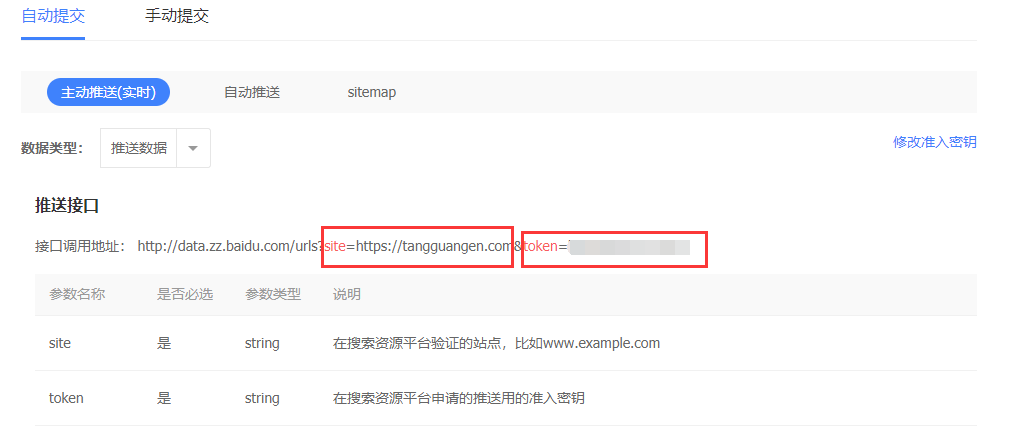 自动提交 手动提交
主动推送(实时) 自动推送 sitemap
数据类型： 推送数据 修改准入密钥
推送接口
接口调用地址： http://data.zz.baidu.com/urls?site=https://tangguangen.com&token=
参数名称 是否必选 参数类型 说明
site 是 string 在搜索资源平台验证的站点，比如www.example.com
token 是 string 在搜索资源平台申请的推送用的准入密钥